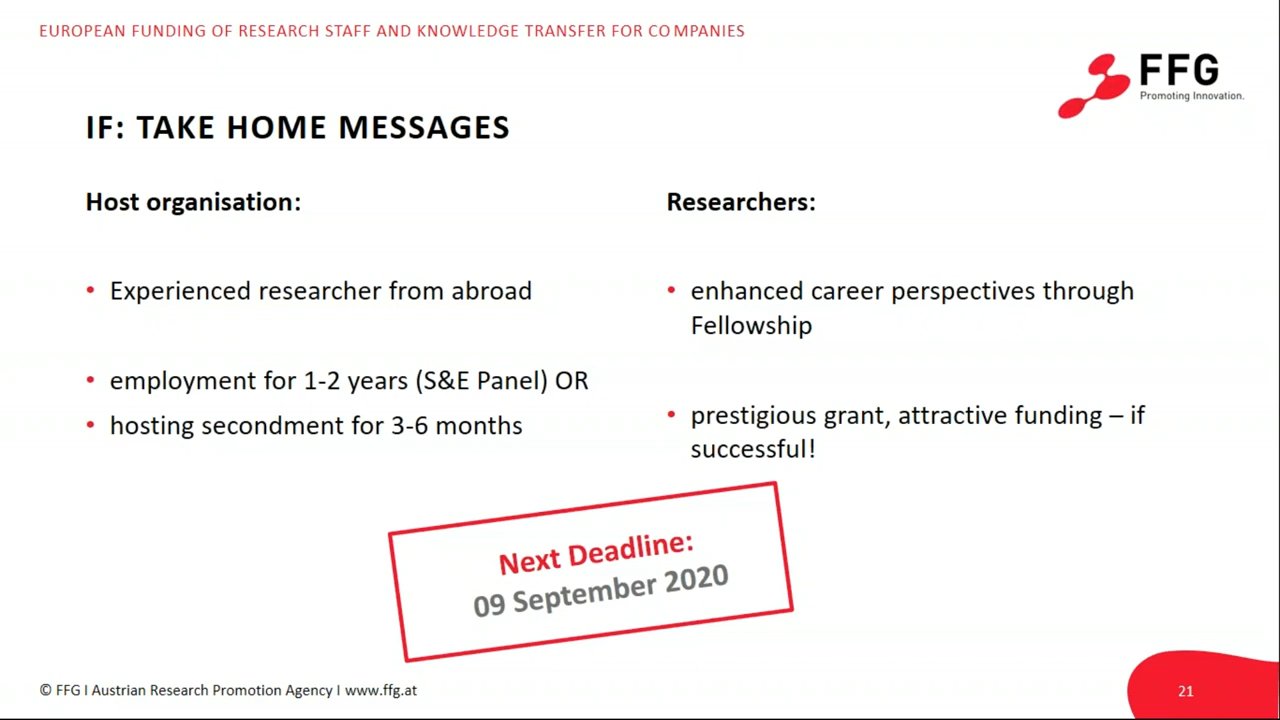 EUROPEAN FUNDING OF RESEARCH STAFF AND KNOWLEDGE TRANSFER FOR COMPANIES
FFG
Promoting Innovation.
IF: TAKE HOME MESSAGES
Host organisation:
• Experienced researcher from abroad
• employment for 1-2 years (S&E Panel) OR
• hosting secondment for 3-6 months
Researchers:
• enhanced career perspectives through
Fellowship
• prestigious grant, attractive funding – if
successful!
Next Deadline:
09 September 2020
© FFG I Austrian Research Promotion Agency I www.ffg.at
21